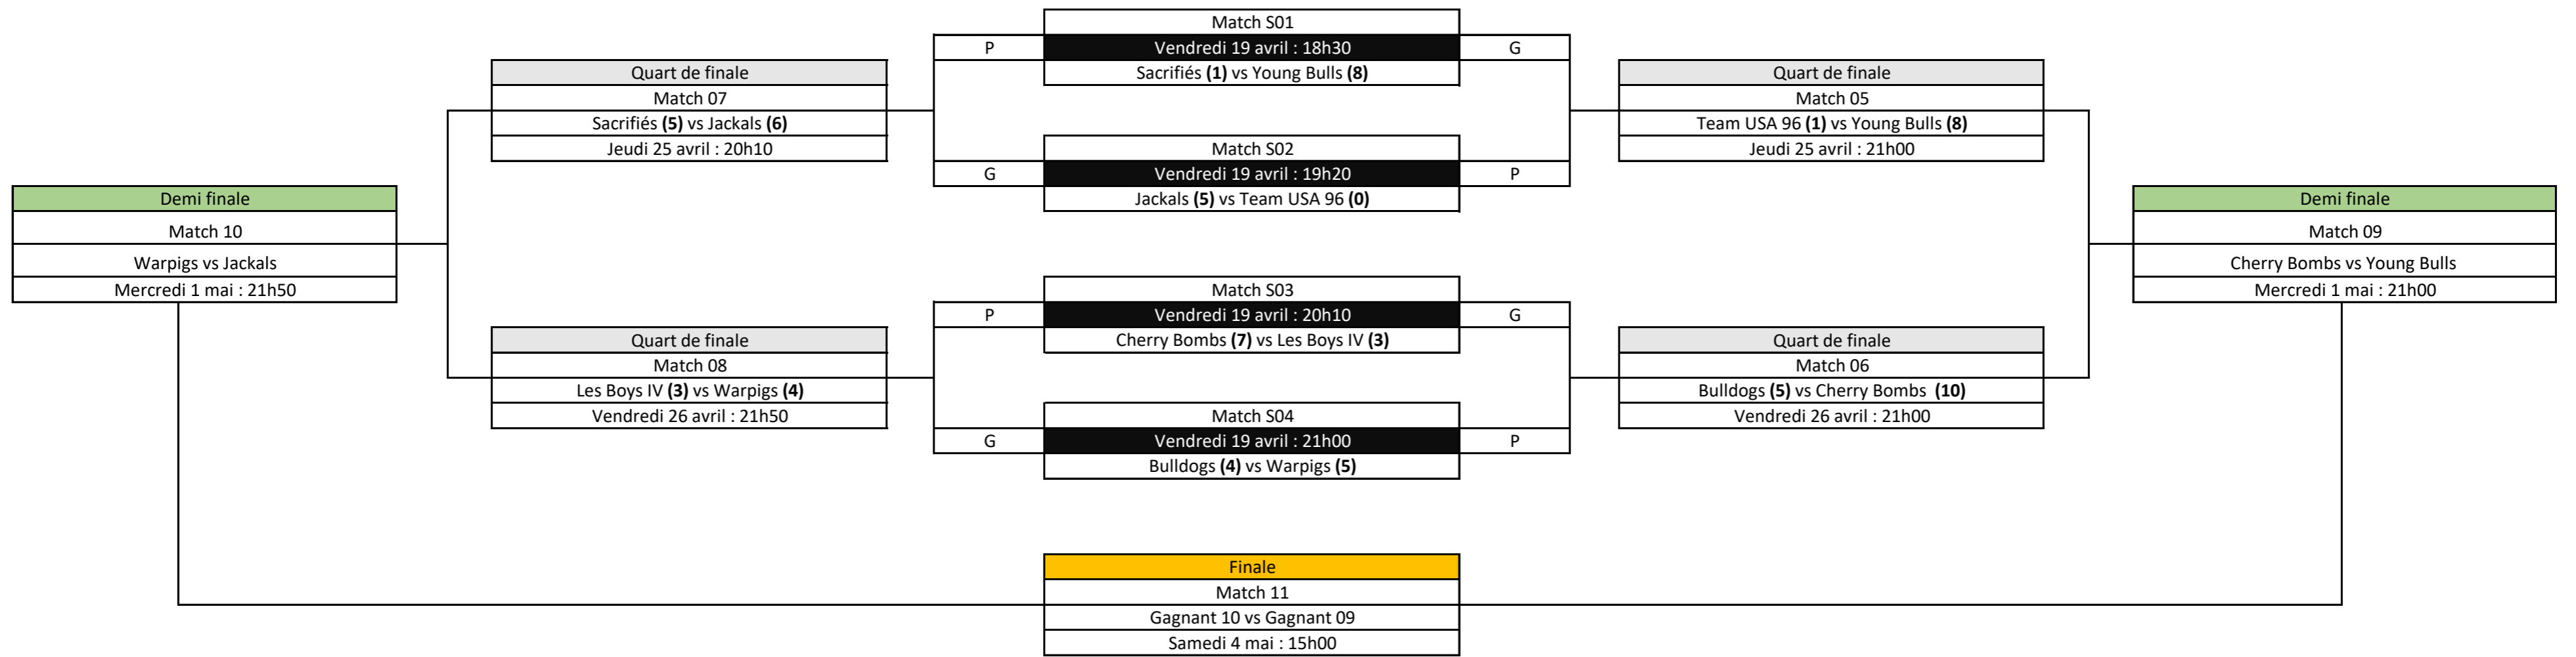 Match S01
P
Vendredi 19 avril : 18h30
G
Sacrifiés (1) vs Young Bulls (8)
Quart de finale
Match 07
Sacrifiés (5) vs Jackals (6)
Jeudi 25 avril : 20h10
Quart de finale
Match 05
Team USA 96 (1) vs Young Bulls (8)
Jeudi 25 avril : 21h00
Match S02
G
Vendredi 19 avril : 19h20
P
Jackals (5) vs Team USA 96 (0)
Demi finale
Match 10
Warpigs vs Jackals
Mercredi 1 mai : 21h50
Demi finale
Match 09
Cherry Bombs vs Young Bulls
Mercredi 1 mai : 21h00
Match S03
P
Vendredi 19 avril : 20h10
G
Cherry Bombs (7) vs Les Boys IV (3)
Quart de finale
Match 08
Les Boys IV (3) vs Warpigs (4)
Vendredi 26 avril : 21h50
Quart de finale
Match 06
Bulldogs (5) vs Cherry Bombs (10)
Vendredi 26 avril : 21h00
Match S04
G
Vendredi 19 avril : 21h00
P
Bulldogs (4) vs Warpigs (5)
Finale
Match 11
Gagnant 10 vs Gagnant 09
Samedi 4 mai : 15h00